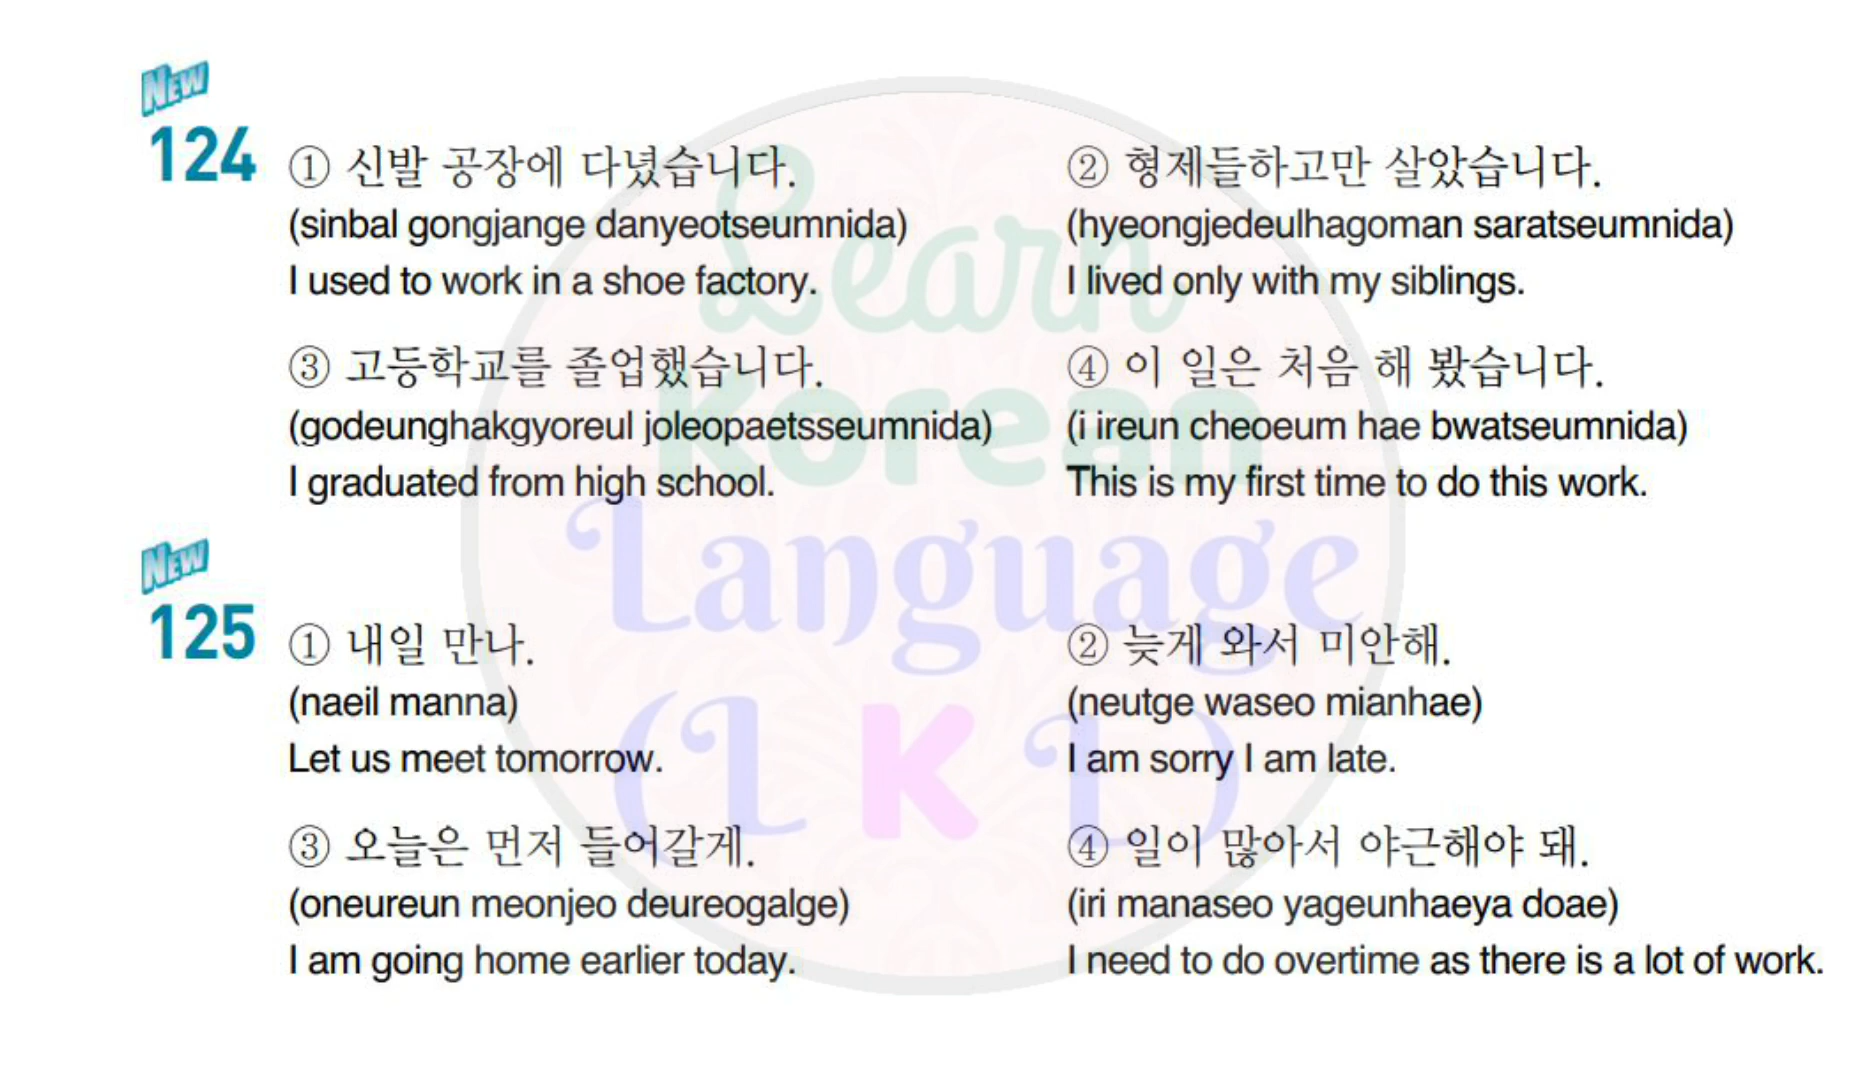 NEW
124
① 신발 공장에 다녔습니다.
(sinbal gongjange danyeotseumnida)
I used to work in a shoe factory.
② 형제들하고만 살았습니다.
(hyeongjedeulhagoman saratseumnida)
I lived only with my siblings.
③ 고등학교를 졸업했습니다.
(godeunghakgyoreul joleopaetsseumnida)
I graduated from high school.
④ 이 일은 처음 해 봤습니다.
(i ireun cheoeum hae bwatseumnida)
This is my first time to do this work.
NEW
125
① 내일 만나.
(naeil manna)
Let us meet tomorrow.
② 늦게 와서 미안해.
(neutge waseo mianhae)
I am sorry I am late.
③ 오늘은 먼저 들어갈게.
(oneureun meonjeo deureogalge)
I am going home earlier today.
④ 일이 많아서 야근해야 돼.
(iri manaseo yageunhaeya doae)
I need to do overtime as there is a lot of work.
Learn
Korean
Language
(L K L)